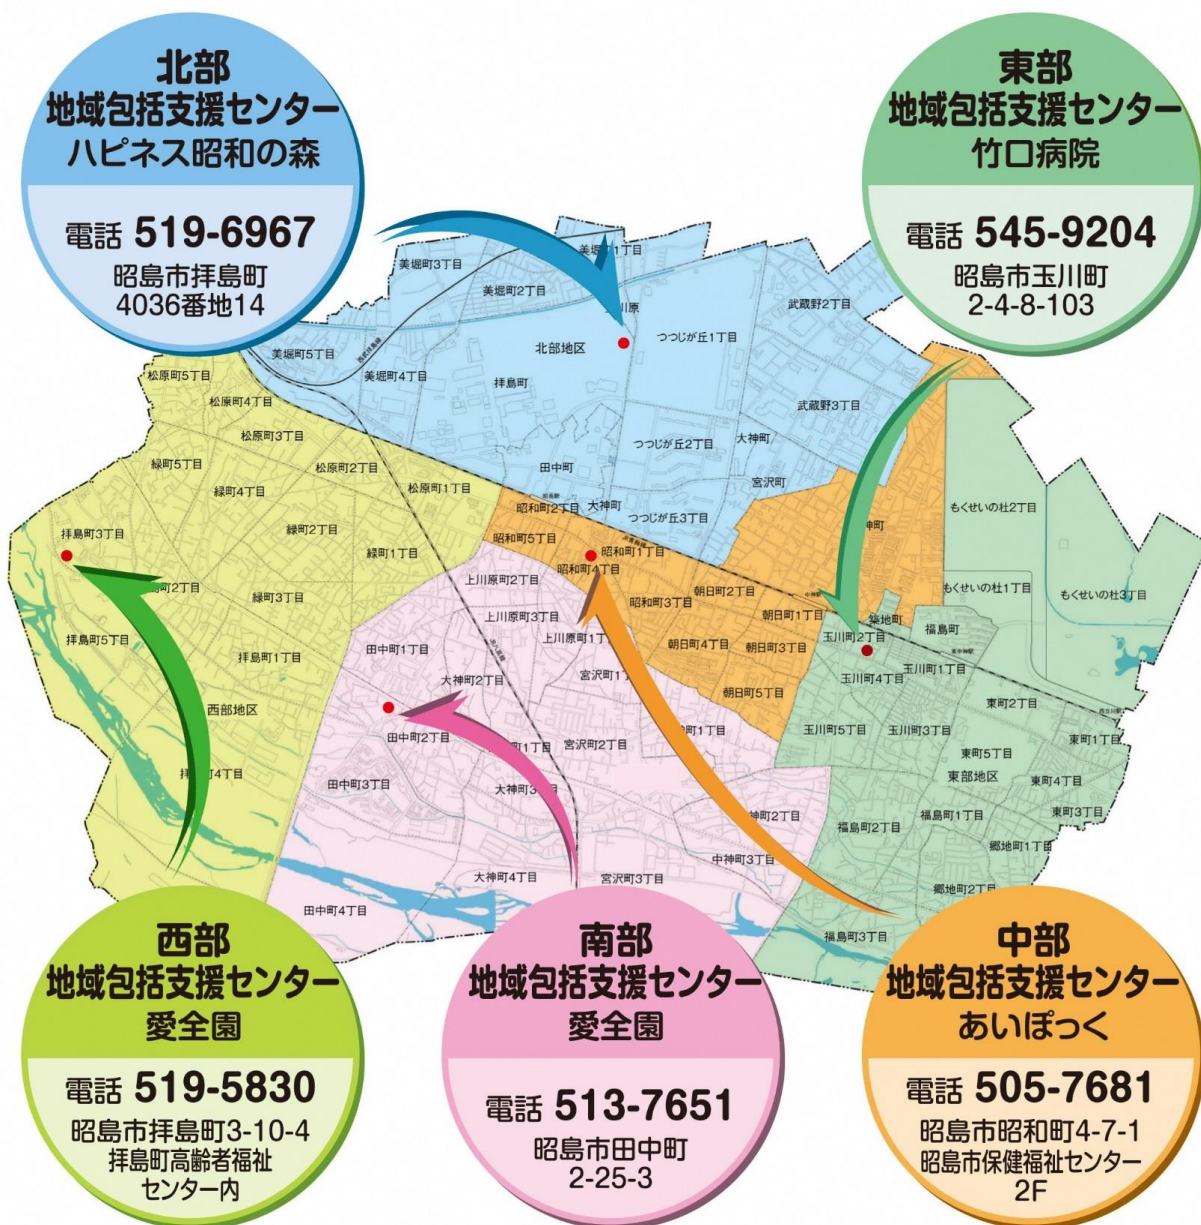 北部
地域包括支援センター
ハピネス昭和の森
電話 519-6967
昭島市拝島町
4036番地14
東部
地域包括支援センター
竹口病院
電話 545-9204
昭島市玉川町
2-4-8-103
美堀町3丁目
美堀町2丁目
武蔵野2丁目
つつじが丘1丁目
北部地区
美堀町5丁目
美堀町4丁目
西武拝島線
拝島町
武蔵野3丁目
松原町5丁目
松原町4丁目
松原町3丁目
つつじが丘2丁目
大神町
田中町
宮沢町
緑町5丁目
松原町2丁目
緑町4丁目
松原町1丁目
昭和町2丁目
大神町
つつじが丘3丁目
もくせいの杜2丁目
拝島町3丁目
緑町2丁目
緑町1丁目
昭和町5丁目
昭和町1丁目
昭和町4丁目
上川原町2丁目
昭和町3丁目
朝日町2丁目
もくせいの杜1丁目
もくせいの杜3丁目
緑町3丁目
上川原町3丁目
朝日町1丁目
築地町
福島町
拝島町5丁目
拝島町1丁目
田中町1丁目
朝日町4丁目
朝日町3丁目
玉川町2丁目
玉川町1丁目
玉川町4丁目
大神町2丁目
朝日町5丁目
東町2丁目
西部地区
田中町2丁目
宮沢町2丁目
玉川町5丁目
玉川町3丁目
東町1丁目
東町5丁目
東部地区
東町4丁目
田中町3丁目
大神町3丁目
東町3丁目
福島町2丁目
福島町1丁目
郷地町1丁目
中神町3丁目
大神町4丁目
宮沢町3丁目
郷地町2丁目
田中町4丁目
福島町3丁目
西部
地域包括支援センター
愛全園
電話 519-5830
昭島市拝島町3-10-4
拝島町高齢者福祉
センター内
南部
地域包括支援センター
愛全園
電話 513-7651
昭島市田中町
2-25-3
中部
地域包括支援センター
あいぽっく
電話 505-7681
昭島市昭和町4-7-1
昭島市保健福祉センター
2F